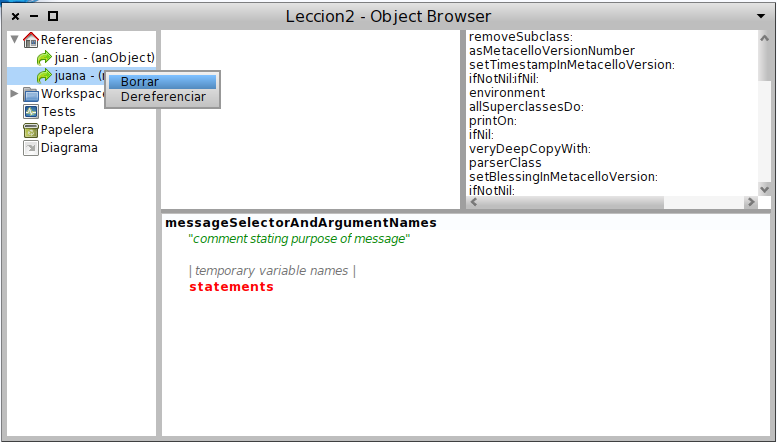 Leccion2 - Object Browser
Referencias
juan - (anObject)
juana - (
Borrar
Dereferenciar
Workspace
Tests
Papelera
Diagrama
removeSubclass:
asMetacelloVersionNumber
setTimestampInMetacelloVersion:
ifNotNil:ifNil:
environment
allSuperclassesDo:
printOn:
ifNil:
veryDeepCopyWith:
parserClass
setBlessingInMetacelloVersion:
ifNotNil:
messageSelectorAndArgumentNames
"comment stating purpose of message"
| temporary variable names |
statements